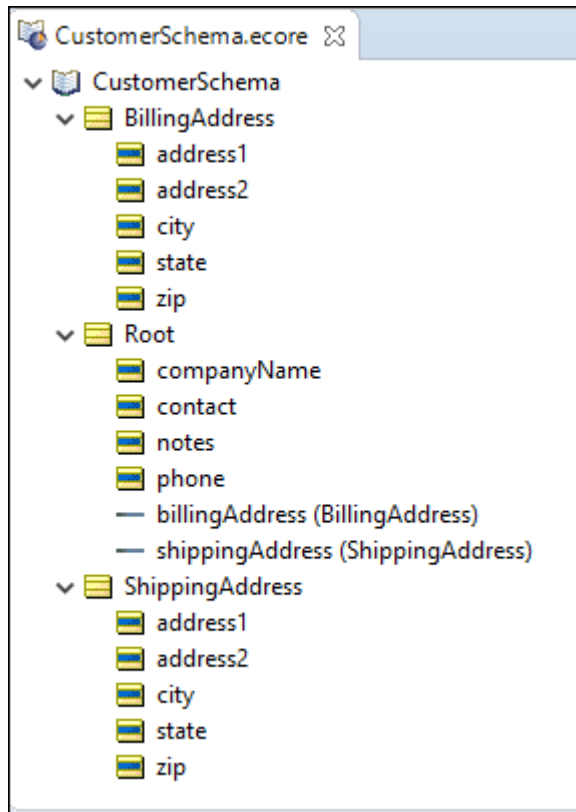 CustomerSchema.ecore
CustomerSchema
BillingAddress
address1
address2
city
state
zip
Root
companyName
contact
notes
phone
billingAddress (BillingAddress)
shippingAddress (ShippingAddress)
ShippingAddress
address1
address2
city
state
zip